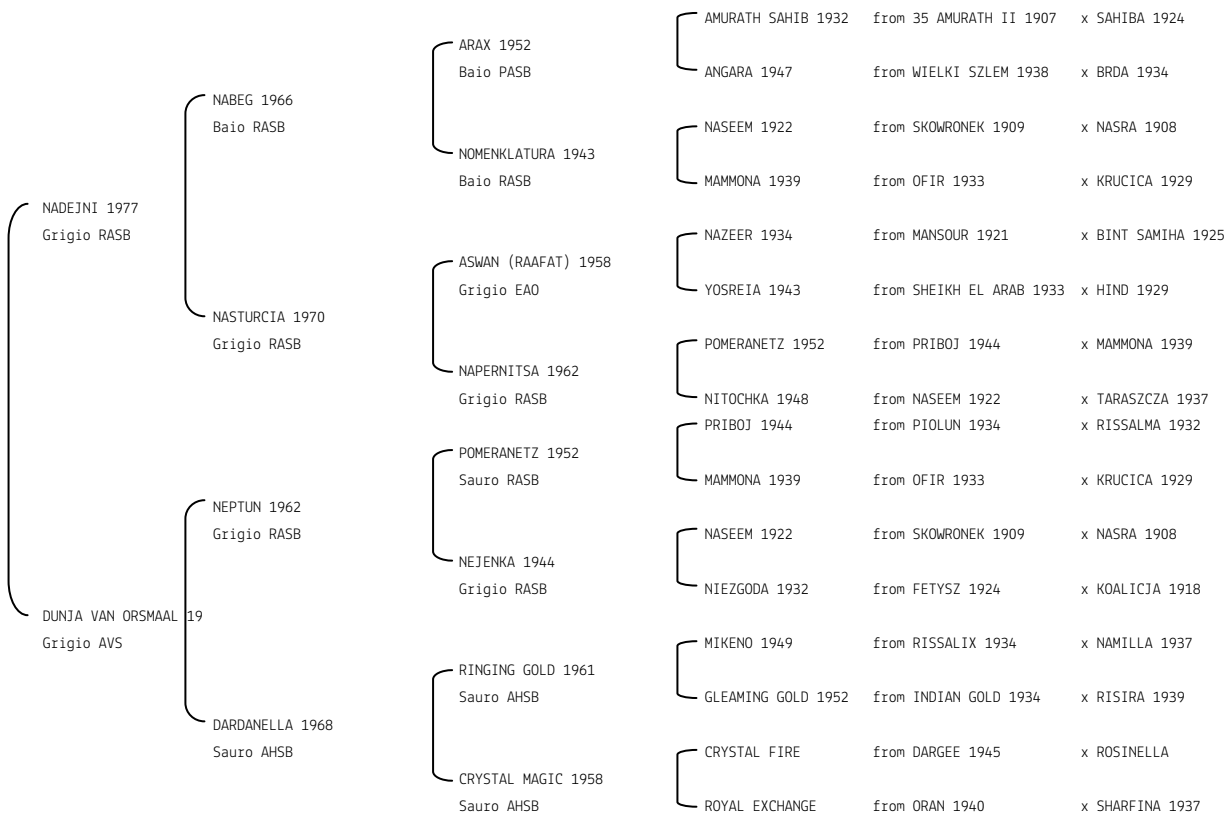 AMURATH SAHIB 1932 from 35 AMURATH II 1907 x SAHIBA 1924
ARAX 1952
Baio PASB
ANGARA 1947 from WIELKI SZLEM 1938 x BRDA 1934
NABEG 1966
Baio RASB
NASEEM 1922 from SKOWRONEK 1909 x NASRA 1908
NOMENKLATURA 1943
Baio RASB
MAMMONA 1939 from OFIR 1933 x KRUCICA 1929
NADEJNI 1977
Grigio RASB
NAZEER 1934 from MANSOUR 1921 x BINT SAMIHA 1925
ASWAN (RAAFAT) 1958
Grigio EAO
YOSREIA 1943 from SHEIKH EL ARAB 1933 x HIND 1929
NASTURCIA 1970
Grigio RASB
POMERANETZ 1952 from PRIBOJ 1944 x MAMMONA 1939
NAPERNITSA 1962
Grigio RASB
NITOCHKA 1948 from NASEEM 1922 x TARASZCZA 1937
PRIBOJ 1944 from PIOLUN 1934 x RISSALMA 1932
POMERANETZ 1952
Sauro RASB
MAMMONA 1939 from OFIR 1933 x KRUCICA 1929
NEPTUN 1962
Grigio RASB
NASEEM 1922 from SKOWRONEK 1909 x NASRA 1908
NEJENKA 1944
Grigio RASB
NIEZGODA 1932 from FETYSZ 1924 x KOALICJA 1918
DUNJA VAN ORSMAAL 19
Grigio AVS
MIKENO 1949 from RISSALIX 1934 x NAMILLA 1937
RINGING GOLD 1961
Sauro AHSB
GLEAMING GOLD 1952 from INDIAN GOLD 1934 x RISIRA 1939
DARDANELLA 1968
Sauro AHSB
CRYSTAL FIRE from DARGEE 1945 x ROSINELLA
CRYSTAL MAGIC 1958
Sauro AHSB
ROYAL EXCHANGE from ORAN 1940 x SHARFINA 1937